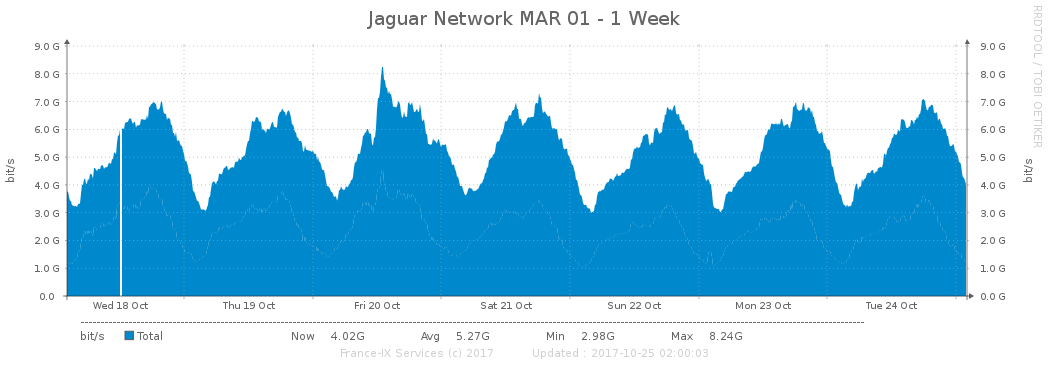 Jaguar Network MAR 01 - 1 Week
RRDTOOL / TOBI OETIKER
9.0 G 9.0 G
8.0 G 8.0 G
7.0 G 7.0 G
6.0 G 6.0 G
5.0 G 5.0 G
4.0 G 4.0 G
3.0 G 3.0 G
2.0 G 2.0 G
1.0 G 1.0 G
0.0 0.0 G
bit/s bit/s
Wed 18 Oct Thu 19 Oct Fri 20 Oct Sat 21 Oct Sun 22 Oct Mon 23 Oct Tue 24 Oct
bit/s Total Now 4.02G Avg 5.27G Min 2.98G Max 8.24G
France-IX Services (c) 2017 Updated : 2017-10-25 02:00:03